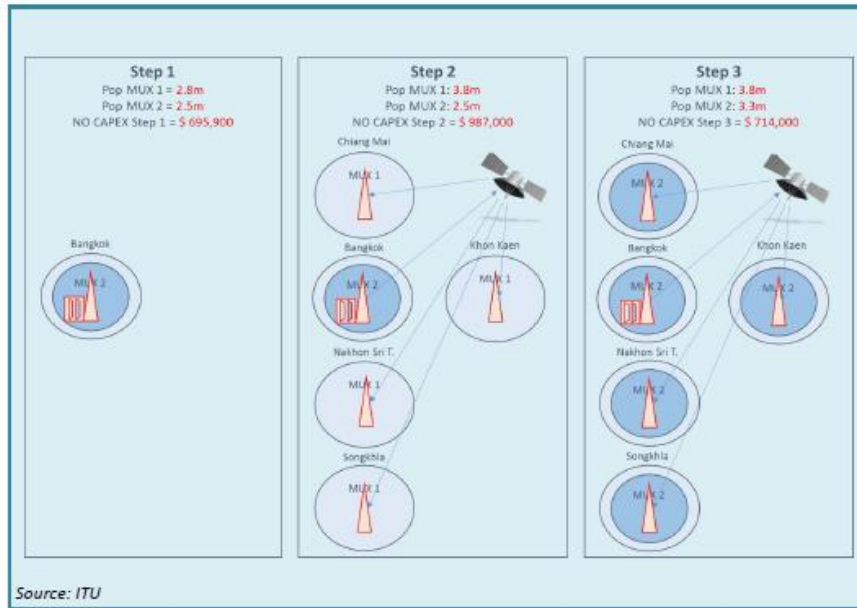 Step 1
Pop MUX 1 = 2.8m
Pop MUX 2 = 2.5m
NO CAPEX Step 1 = $ 695,900
Bangkok
MUX 2
Step 2
Pop MUX 1: 3.8m
Pop MUX 2: 2.5m
NO CAPEX Step 2 = $ 987,000
Chiang Mai
MUX 1
Bangkok
MUX 2
Khon Kaen
MUX 1
Nakhon Sri T.
MUX 1
Songkhla
MUX 1
Step 3
Pop MUX 1: 3.8m
Pop MUX 2: 3.3m
NO CAPEX Step 3 = $ 714,000
Chiang Mai
MUX 2
Bangkok
MUX 2
Khon Kaen
MUX 2
Nakhon Sri T.
MUX 2
Songkhla
MUX 2
Source: ITU